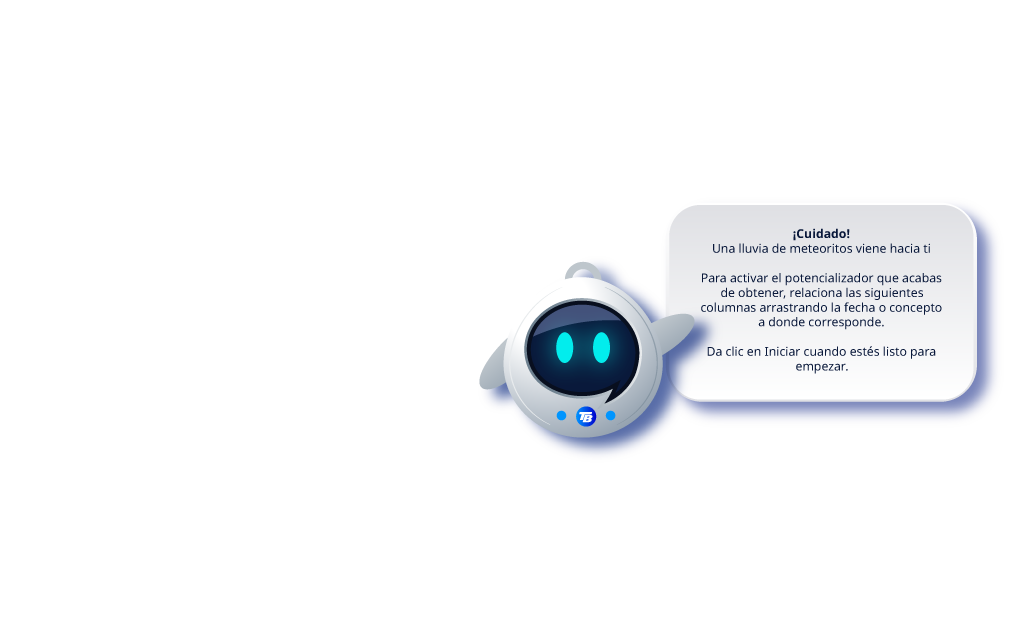 ¡Cuidado!
Una lluvia de meteoritos viene hacia ti
Para activar el potencializador que acabas
de obtener, relaciona las siguientes
columnas arrastrando la fecha o concepto
a donde corresponde.
Da clic en Iniciar cuando estés listo para
empezar.
TB